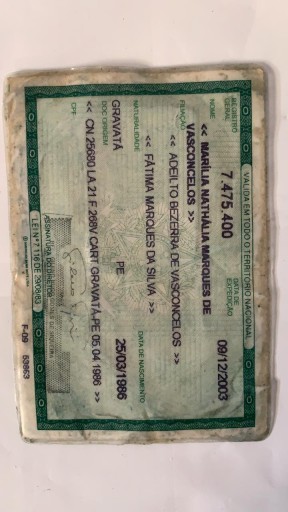 VALIDA EM TODO O TERRITÓRIO NACIONAL
REGISTRO GERAL 7.475.400 DATA DE EXPEDIÇÃO 09/12/2003
NOME
<< MARÍLIA NATHÁLIA MARQUES DE
VASCONCELOS >>
FILIAÇÃO
<< ADEILTO BEZERRA DE VASCONCELOS >>
<< FÁTIMA MARQUES DA SILVA >>
NATURALIDADE DATA DE NASCIMENTO
GRAVATÁ PE 25/03/1986
DOC ORIGEM
<< CN.25680 LA.21 F.268V CART GRAVATÁ-PE 05.04.1986 >>
CPF
ASSINATURA DO DIRETOR
LEI Nº 7.116 DE 29/08/83
F-09 53863